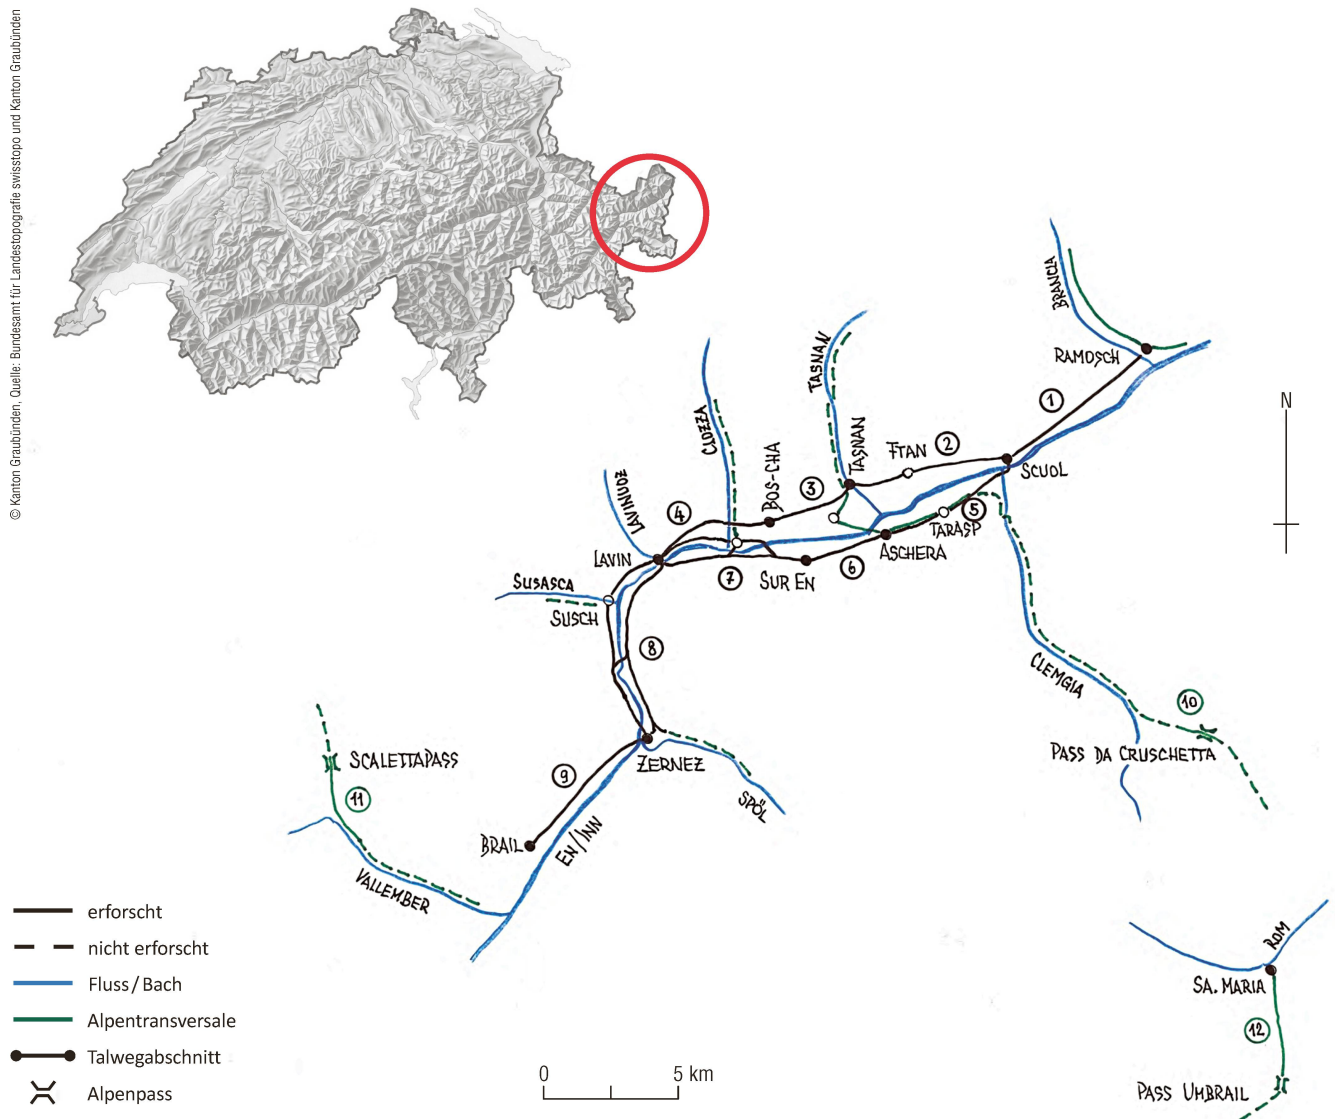 © Kanton Graubünden, Quelle: Bundesamt für Landestopografie swisstopo und Kanton Graubünden
BRANCLA
RAMOSCH
1
N
TASNAN
CLOZZA
TASNAN
FTAN
2
SCUOL
BOS-CHA
3
LAVINUOZ
4
5
TARASP
ASCHERA
LAVIN
7
SUR EN
6
SUSASCA
SUSCH
8
CLEMGIA
10
PASS DA CRUSCHETTA
SCALETTAPASS
11
9
ZERNEZ
SPÖL
BRAIL
EN/INN
VALLEMBER
ROM
SA. MARIA
12
PASS UMBRAIL
erforscht
nicht erforscht
Fluss/Bach
Alpentransversale
Talwegabschnitt
Alpenpass
0 5 km